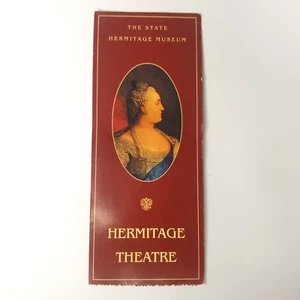 THE STATE
HERMITAGE MUSEUM
HERMITAGE
THEATRE